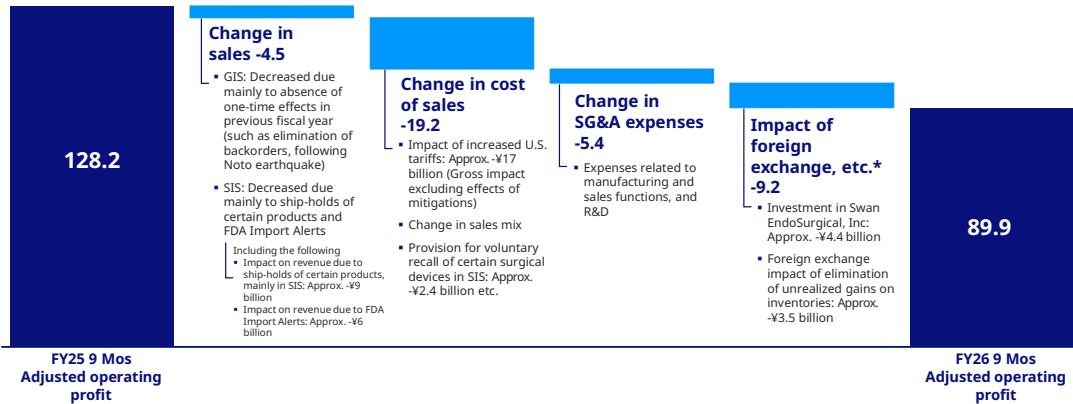 128.2
FY25 9 Mos
Adjusted operating
profit
Change in
sales -4.5
▪ GIS: Decreased due
mainly to absence of
one-time effects in
previous fiscal year
(such as elimination of
backorders, following
Noto earthquake)
▪ SIS: Decreased due
mainly to ship-holds of
certain products and
FDA Import Alerts
Including the following
▪ Impact on revenue due to
ship-holds of certain products,
mainly in SIS: Approx. -¥9
billion
▪ Impact on revenue due to FDA
Import Alerts: Approx. -¥6
billion
Change in cost
of sales
-19.2
▪ Impact of increased U.S.
tariffs: Approx. -¥17
billion (Gross impact
excluding effects of
mitigations)
▪ Change in sales mix
▪ Provision for voluntary
recall of certain surgical
devices in SIS: Approx.
-¥2.4 billion etc.
Change in
SG&A expenses
-5.4
▪ Expenses related to
manufacturing and
sales functions, and
R&D
Impact of
foreign
exchange, etc.*
-9.2
▪ Investment in Swan
EndoSurgical, Inc:
Approx. -¥4.4 billion
▪ Foreign exchange
impact of elimination
of unrealized gains on
inventories: Approx.
-¥3.5 billion
89.9
FY26 9 Mos
Adjusted operating
profit